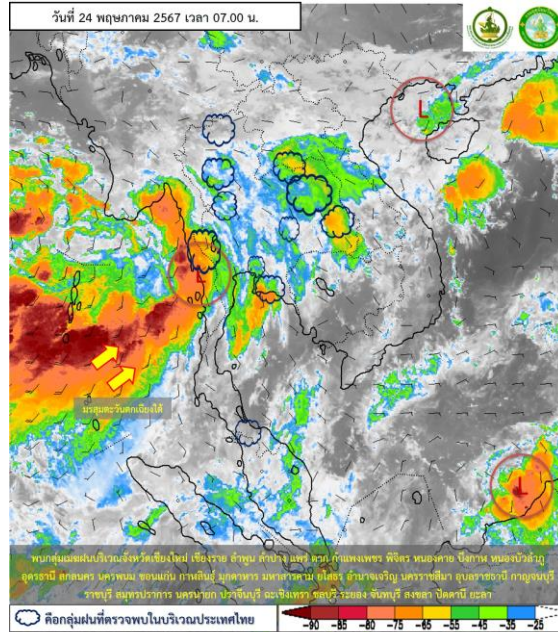 วันที่ 24 พฤษภาคม 2567 เวลา 07.00 น.
L
L
มรสุมตะวันตกเฉียงใต้
L
พบกลุ่มเมฆฝนบริเวณจังหวัดเชียงใหม่ เชียงราย ลำพูน ลำปาง แพร่ ตาก กำแพงเพชร พิจิตร หนองคาย บึงกาฬ หนองบัวลำภู
อุดรธานี สกลนคร นครพนม ขอนแก่น กาฬสินธุ์ มุกดาหาร มหาสารคาม ยโสธร อำนาจเจริญ นครราชสีมา อุบลราชธานี กาญจนบุรี
ราชบุรี สมุทรปราการ นครนายก ปราจีนบุรี ฉะเชิงเทรา ชลบุรี ระยอง จันทบุรี สงขลา ปัตตานี ยะลา
คือกลุ่มฝนที่ตรวจพบในบริเวณประเทศไทย
-90 -85 -80 -75 -65 -55 -45 -35 -25